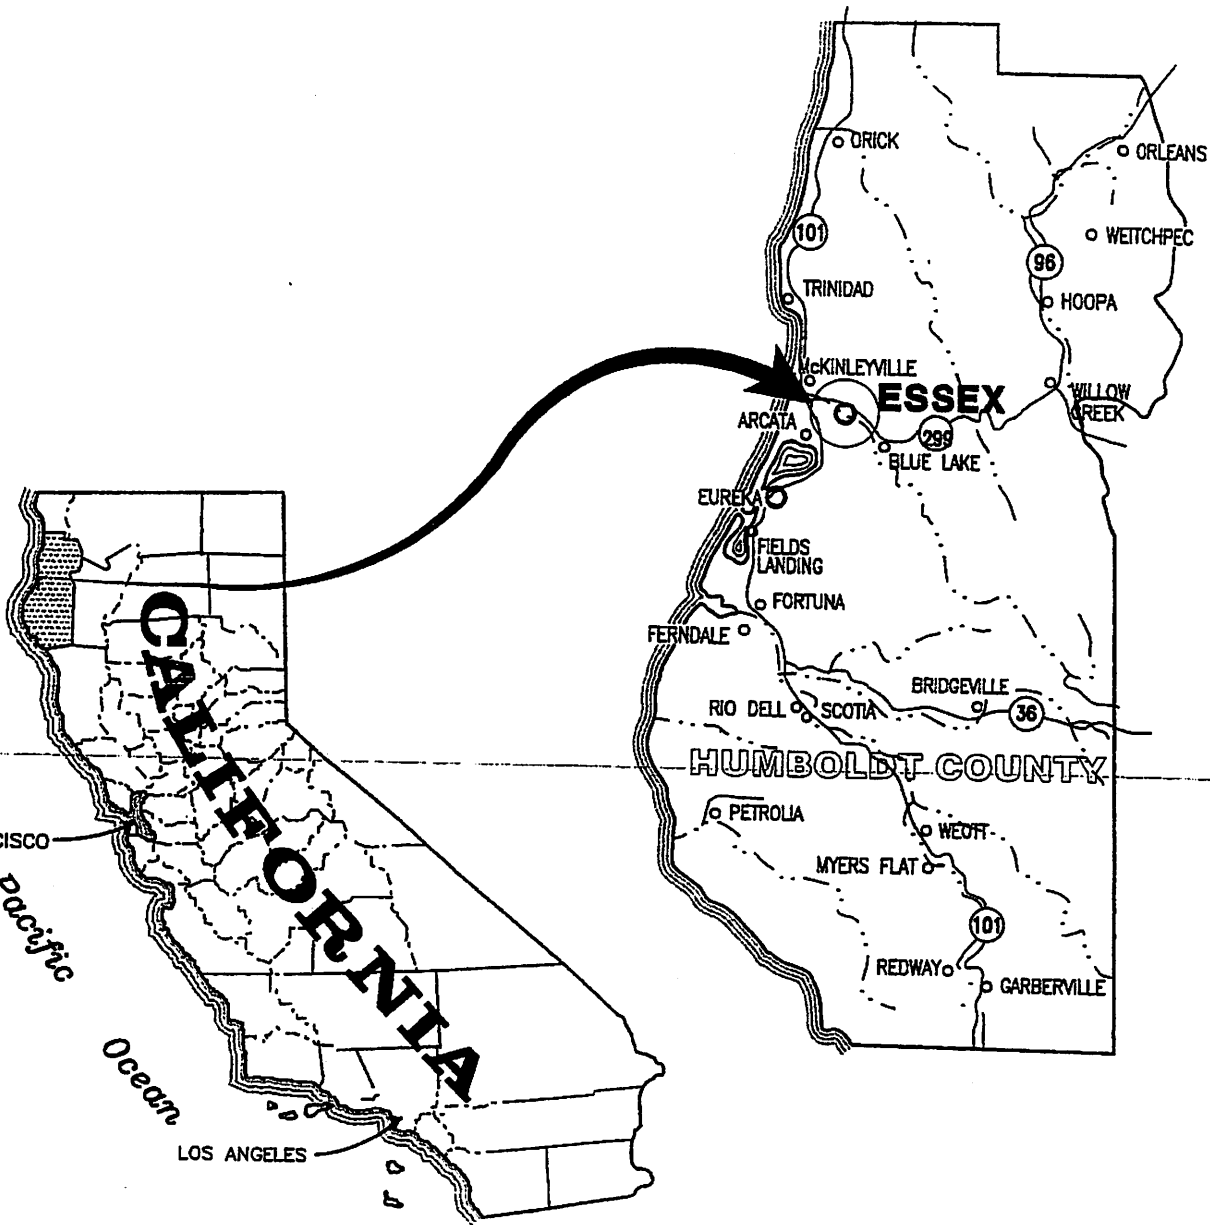 ORICK
ORLEANS
101
WEITCHPEC
96
TRINIDAD
HOOPA
McKINLEYVILLE
ESSEX
WILLOW
CREEK
ARCATA
299
BLUE LAKE
EUREKA
FIELDS
LANDING
FORTUNA
FERNDALE
BRIDGEVILLE
RIO DELL
SCOTIA
36
HUMBOLDT COUNTY
PETROLIA
WEOTT
MYERS FLAT
101
REDWAY
GARBERVILLE
CALIFORNIA
CISCO
Pacific
Ocean
LOS ANGELES